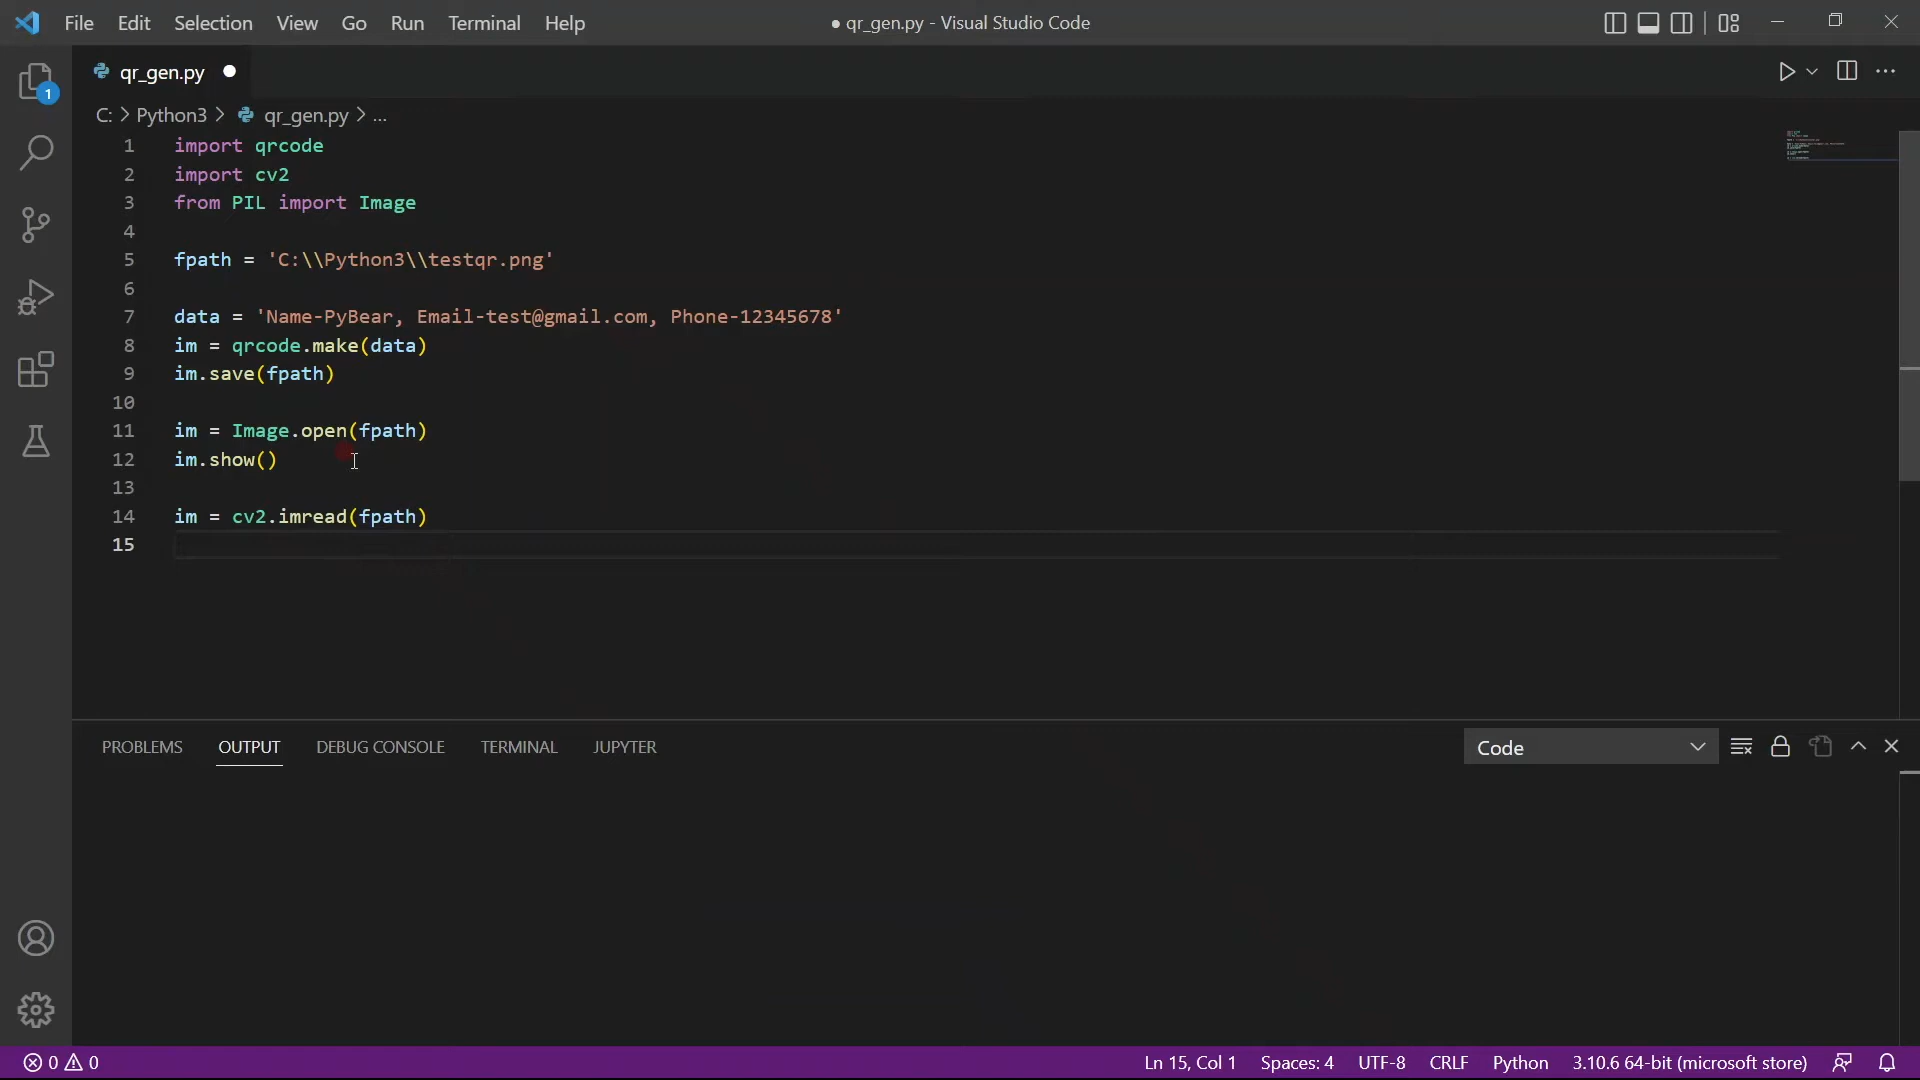 File Edit Selection View Go Run Terminal Help
● qr_gen.py - Visual Studio Code
qr_gen.py ●
1
C: > Python3 > qr_gen.py > ...
1 import qrcode
2 import cv2
3 from PIL import Image
4
5 fpath = 'C:\\Python3\\testqr.png'
6
7 data = 'Name-PyBear, Email-test@gmail.com, Phone-12345678'
8 im = qrcode.make(data)
9 im.save(fpath)
10
11 im = Image.open(fpath)
12 im.show()
13
14 im = cv2.imread(fpath)
15
PROBLEMS OUTPUT DEBUG CONSOLE TERMINAL JUPYTER Code
0 0 Ln 15, Col 1 Spaces: 4 UTF-8 CRLF Python 3.10.6 64-bit (microsoft store)